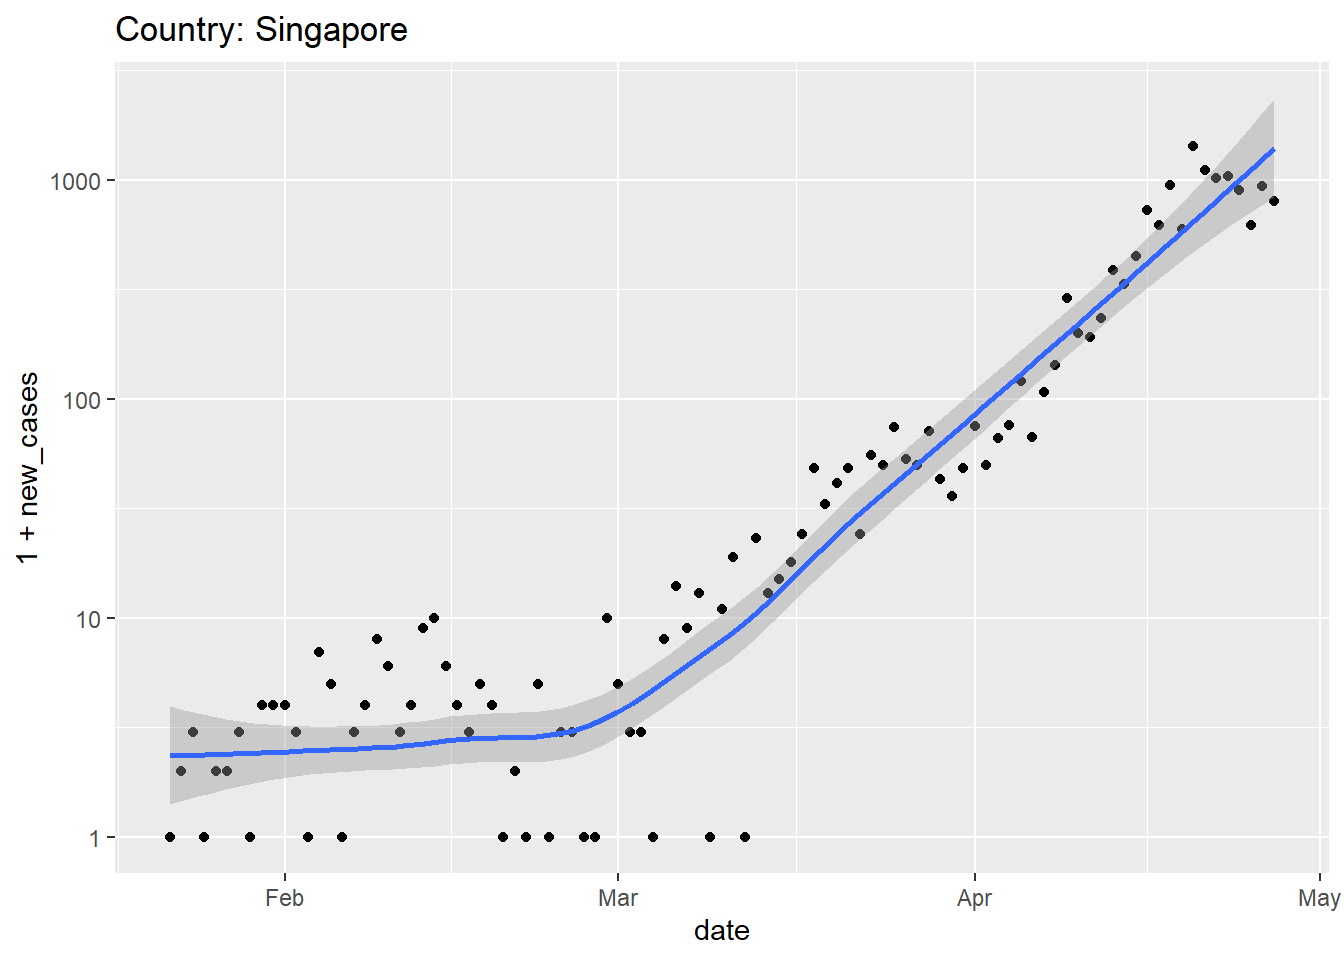 Country: Singapore
1000
100
10
1
1 + new_cases
Feb
Mar
Apr
May
date